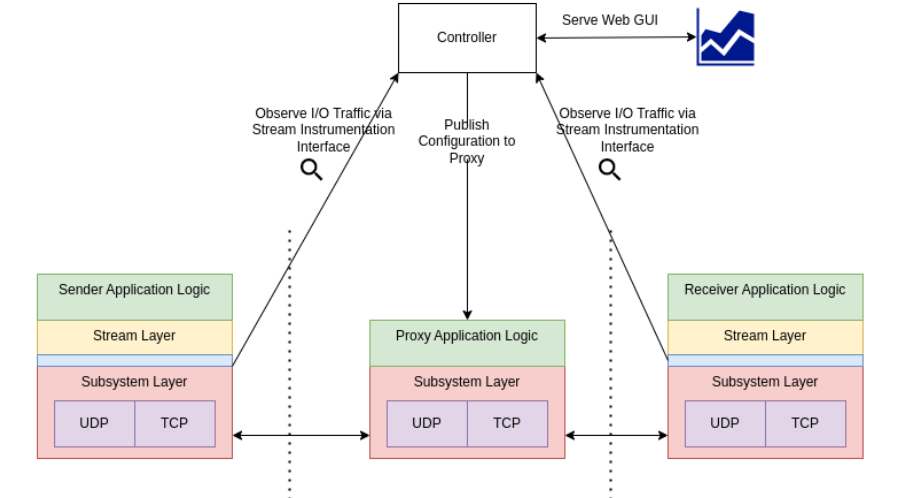 Serve Web GUI
Controller
Observe I/O Traffic via
Stream Instrumentation
Interface
Publish
Configuration to
Proxy
Observe I/O Traffic via
Stream Instrumentation
Interface
Sender Application Logic
Stream Layer
Subsystem Layer
UDP
TCP
Proxy Application Logic
Subsystem Layer
UDP
TCP
Receiver Application Logic
Stream Layer
Subsystem Layer
UDP
TCP